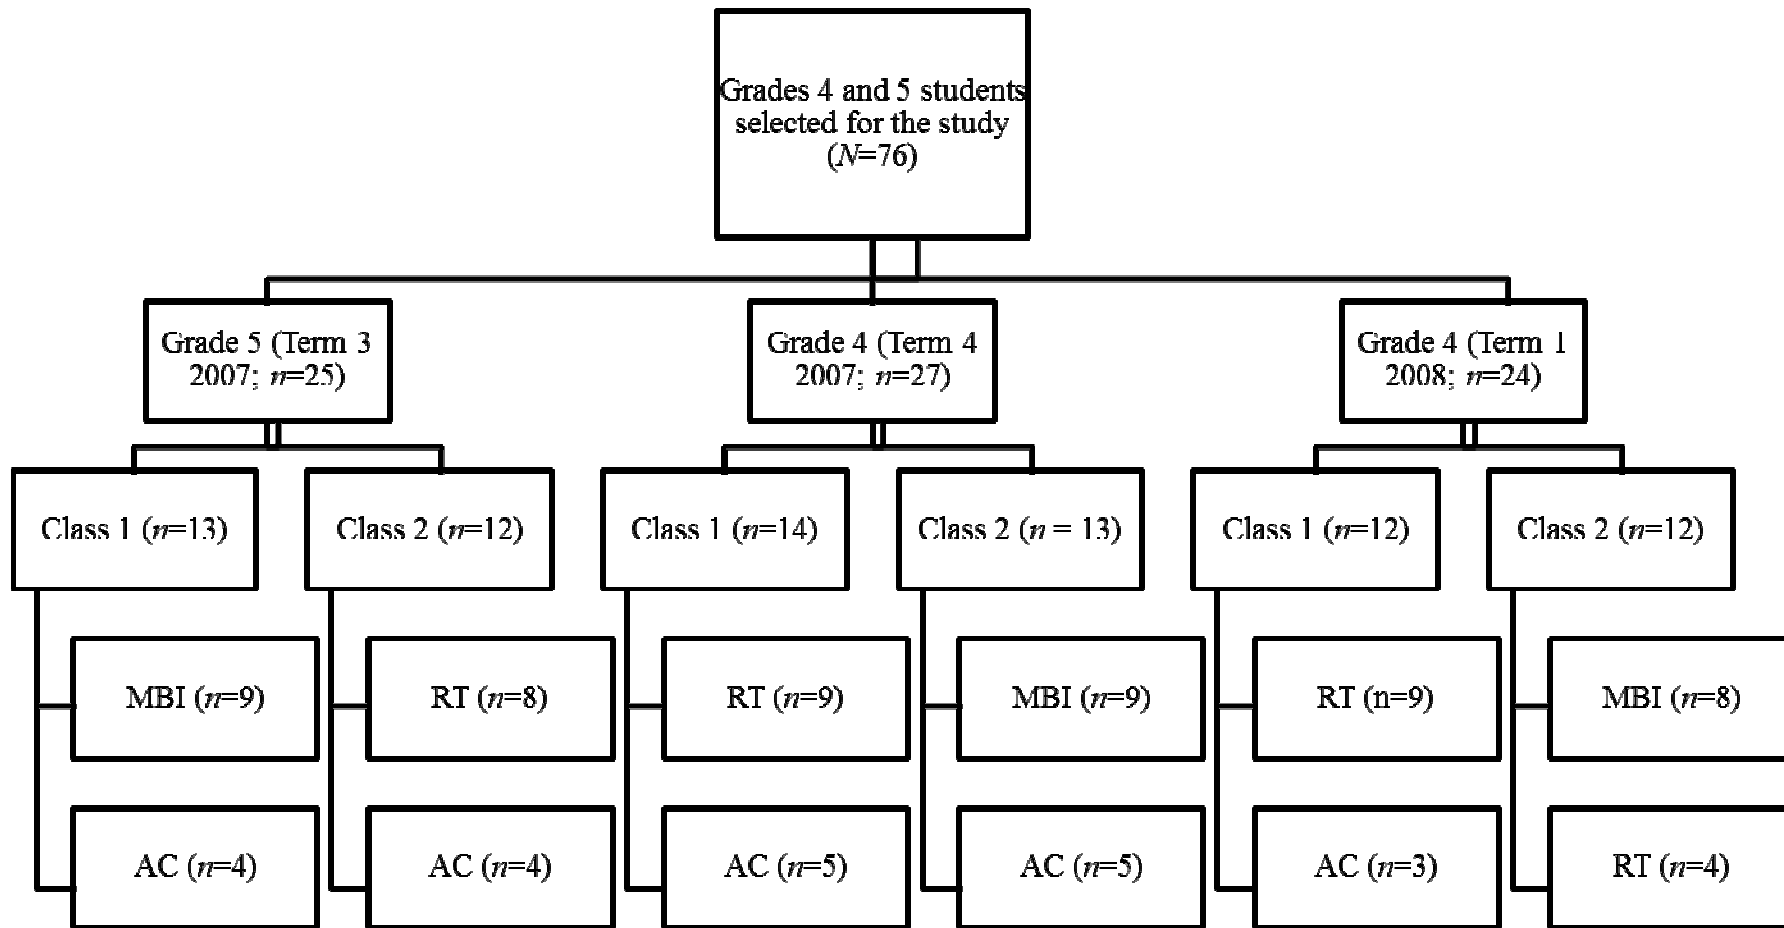 Grades 4 and 5 students
selected for the study
(N=76)
Grade 5 (Term 3
2007; n=25)
Grade 4 (Term 4
2007; n=27)
Grade 4 (Term 1
2008; n=24)
Class 1 (n=13)
Class 2 (n=12)
Class 1 (n=14)
Class 2 (n = 13)
Class 1 (n=12)
Class 2 (n=12)
MBI (n=9)
RT (n=8)
RT (n=9)
MBI (n=9)
RT (n=9)
MBI (n=8)
AC (n=4)
AC (n=4)
AC (n=5)
AC (n=5)
AC (n=3)
RT (n=4)